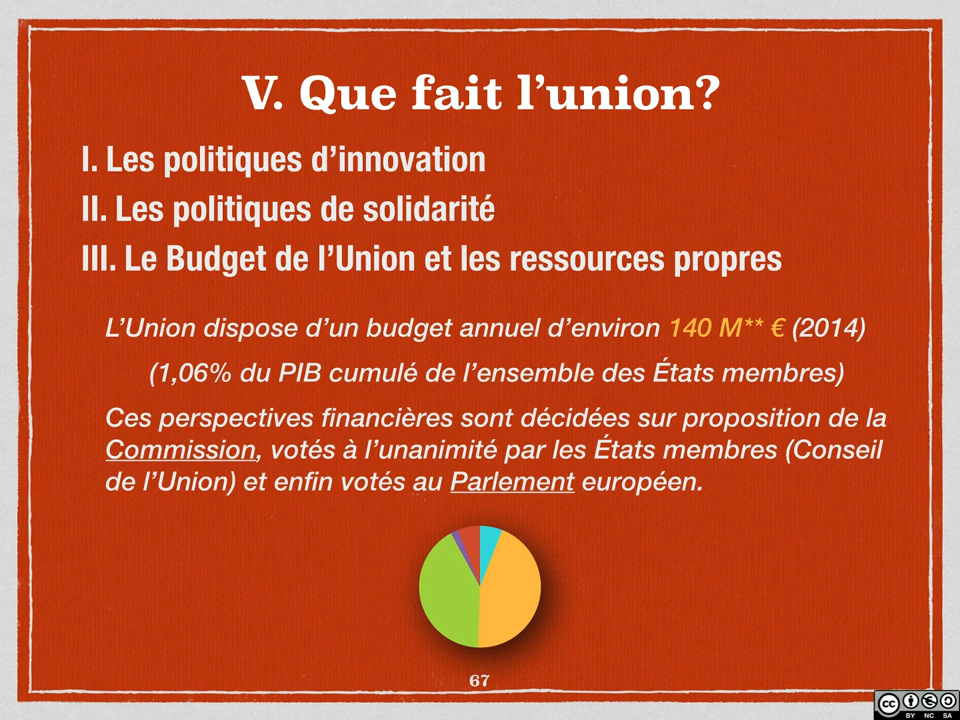 V. Que fait l’union?
I. Les politiques d’innovation
II. Les politiques de solidarité
III. Le Budget de l’Union et les ressources propres
L’Union dispose d’un budget annuel d’environ 140 M** € (2014)
(1,06% du PIB cumulé de l’ensemble des États membres)
Ces perspectives financières sont décidées sur proposition de la
Commission, votés à l’unanimité par les États membres (Conseil
de l’Union) et enfin votés au Parlement européen.
67
cc
BY NC SA